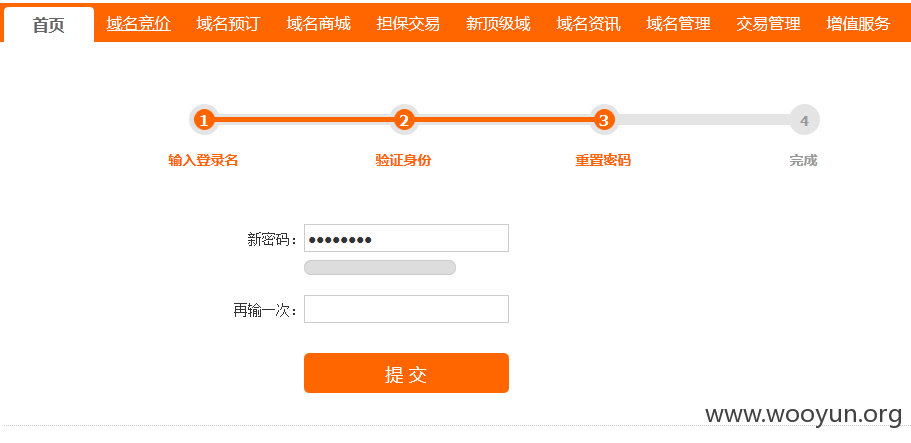 首页 域名竞价 域名预订 域名商城 担保交易 新顶级域 域名资讯 域名管理 交易管理 增值服务
1 2 3 4
输入登录名 验证身份 重置密码 完成
新密码： ••••••••
再输一次：
提 交
www.wooyun.org